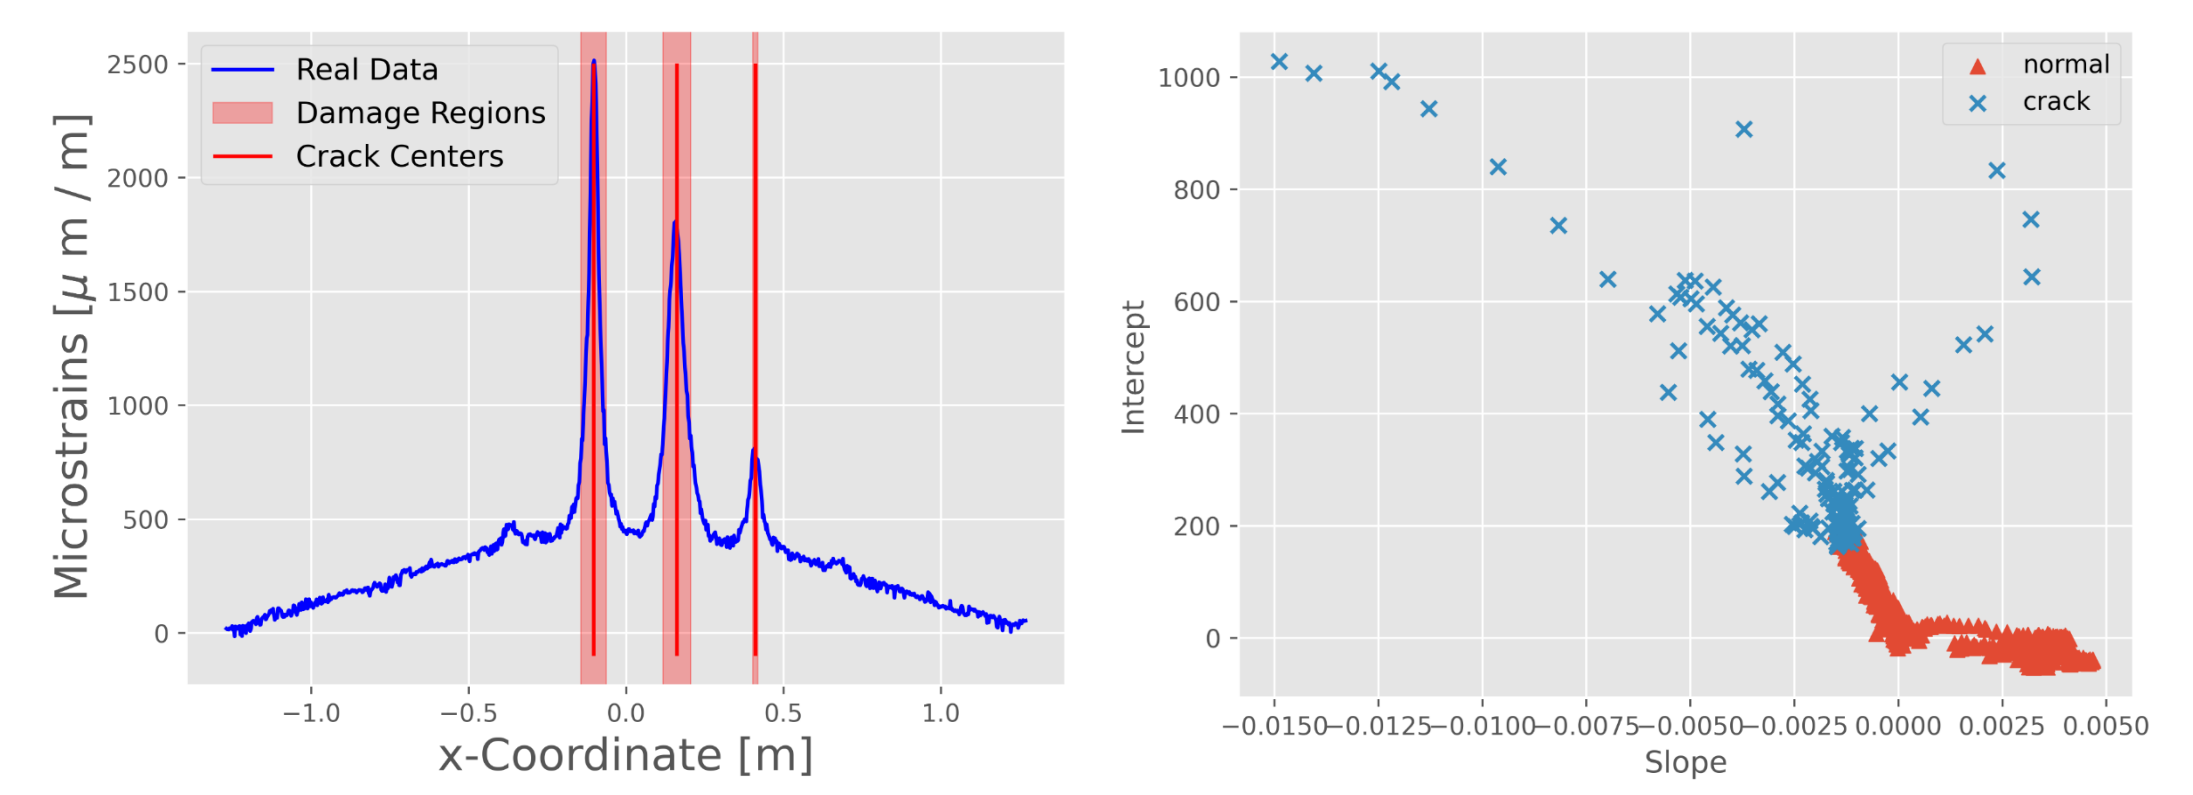 Real Data
Damage Regions
Crack Centers
2500
2000
1500
1000
500
0
−1.0 −0.5 0.0 0.5 1.0
x-Coordinate [m]
Microstrains [μ m / m]
normal
crack
1000
800
600
400
200
0
−0.0150 −0.0125 −0.0100 −0.0075 −0.0050 −0.0025 0.0000 0.0025 0.0050
Slope
Intercept